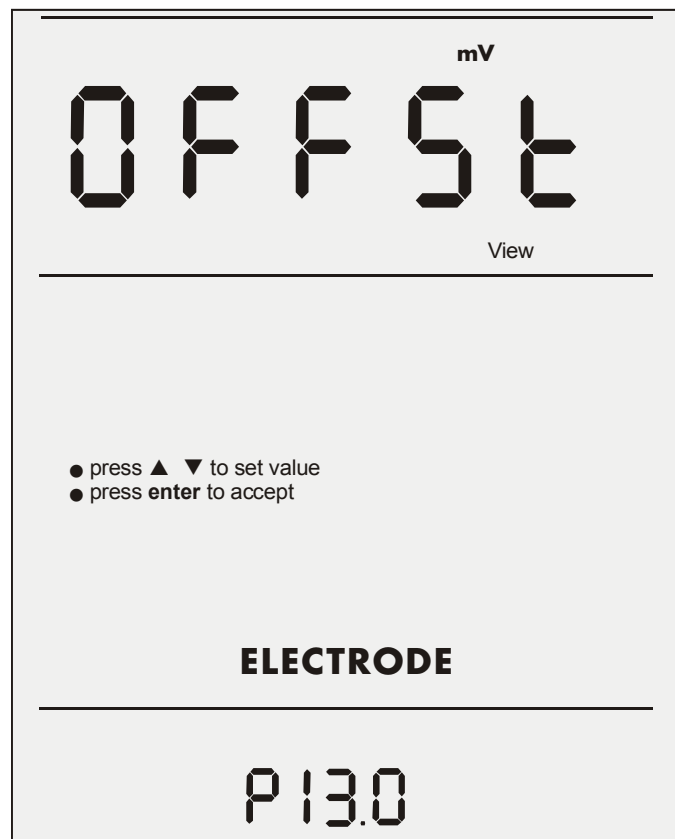 mV
OFFSt
View
● press ▲ ▼ to set value
● press enter to accept
ELECTRODE
P13.0